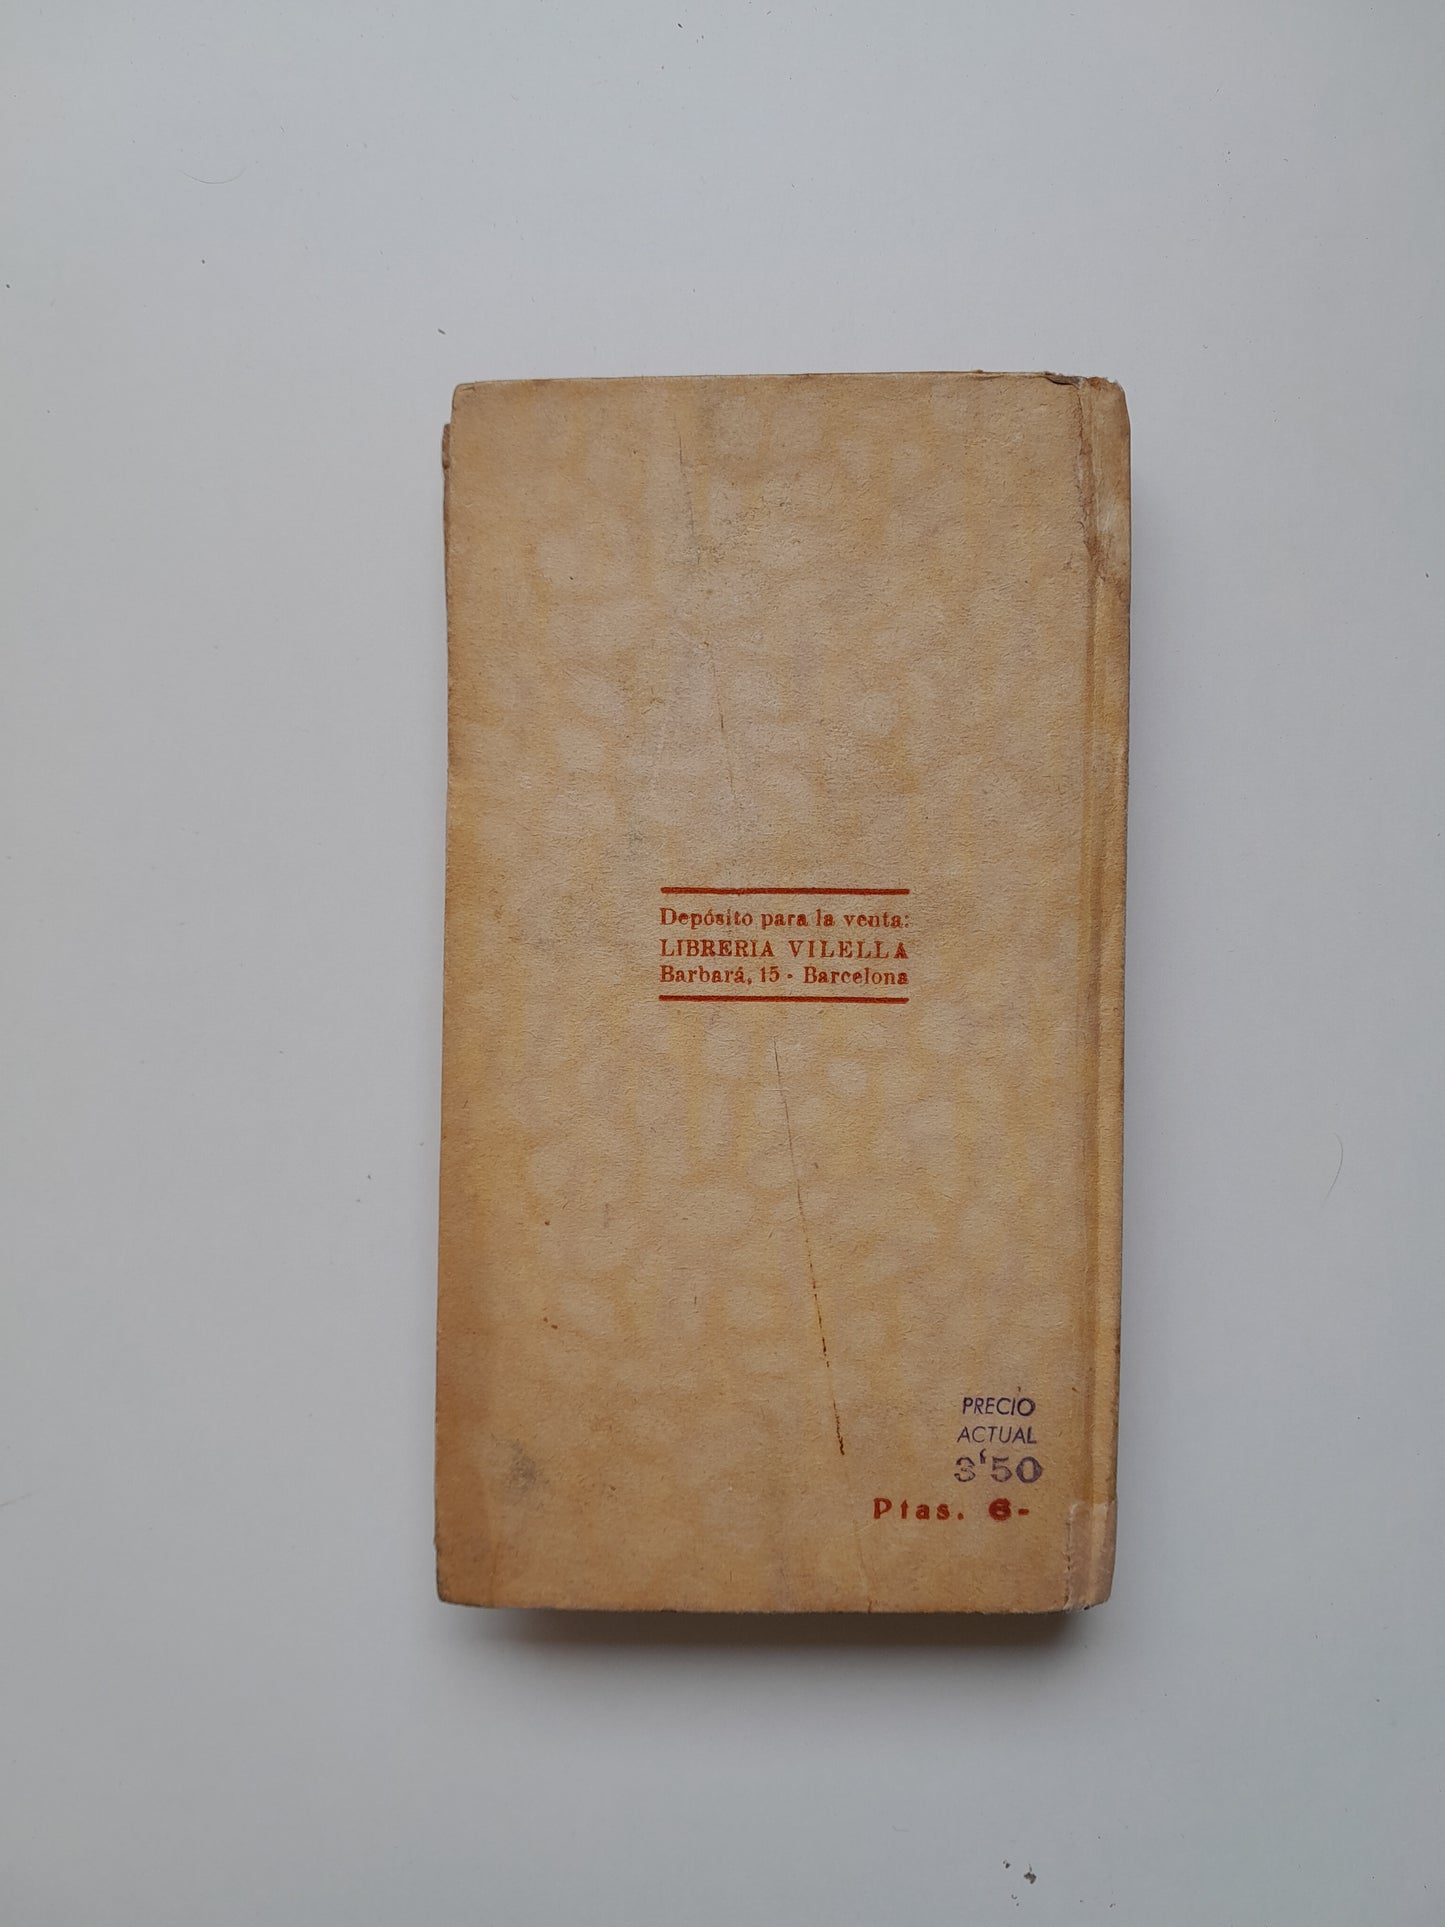 Depósito para la venta:
LIBRERIA VILELLA
Barbará, 15 - Barcelona
PRECIO
ACTUAL
3'50
Ptas. 6-